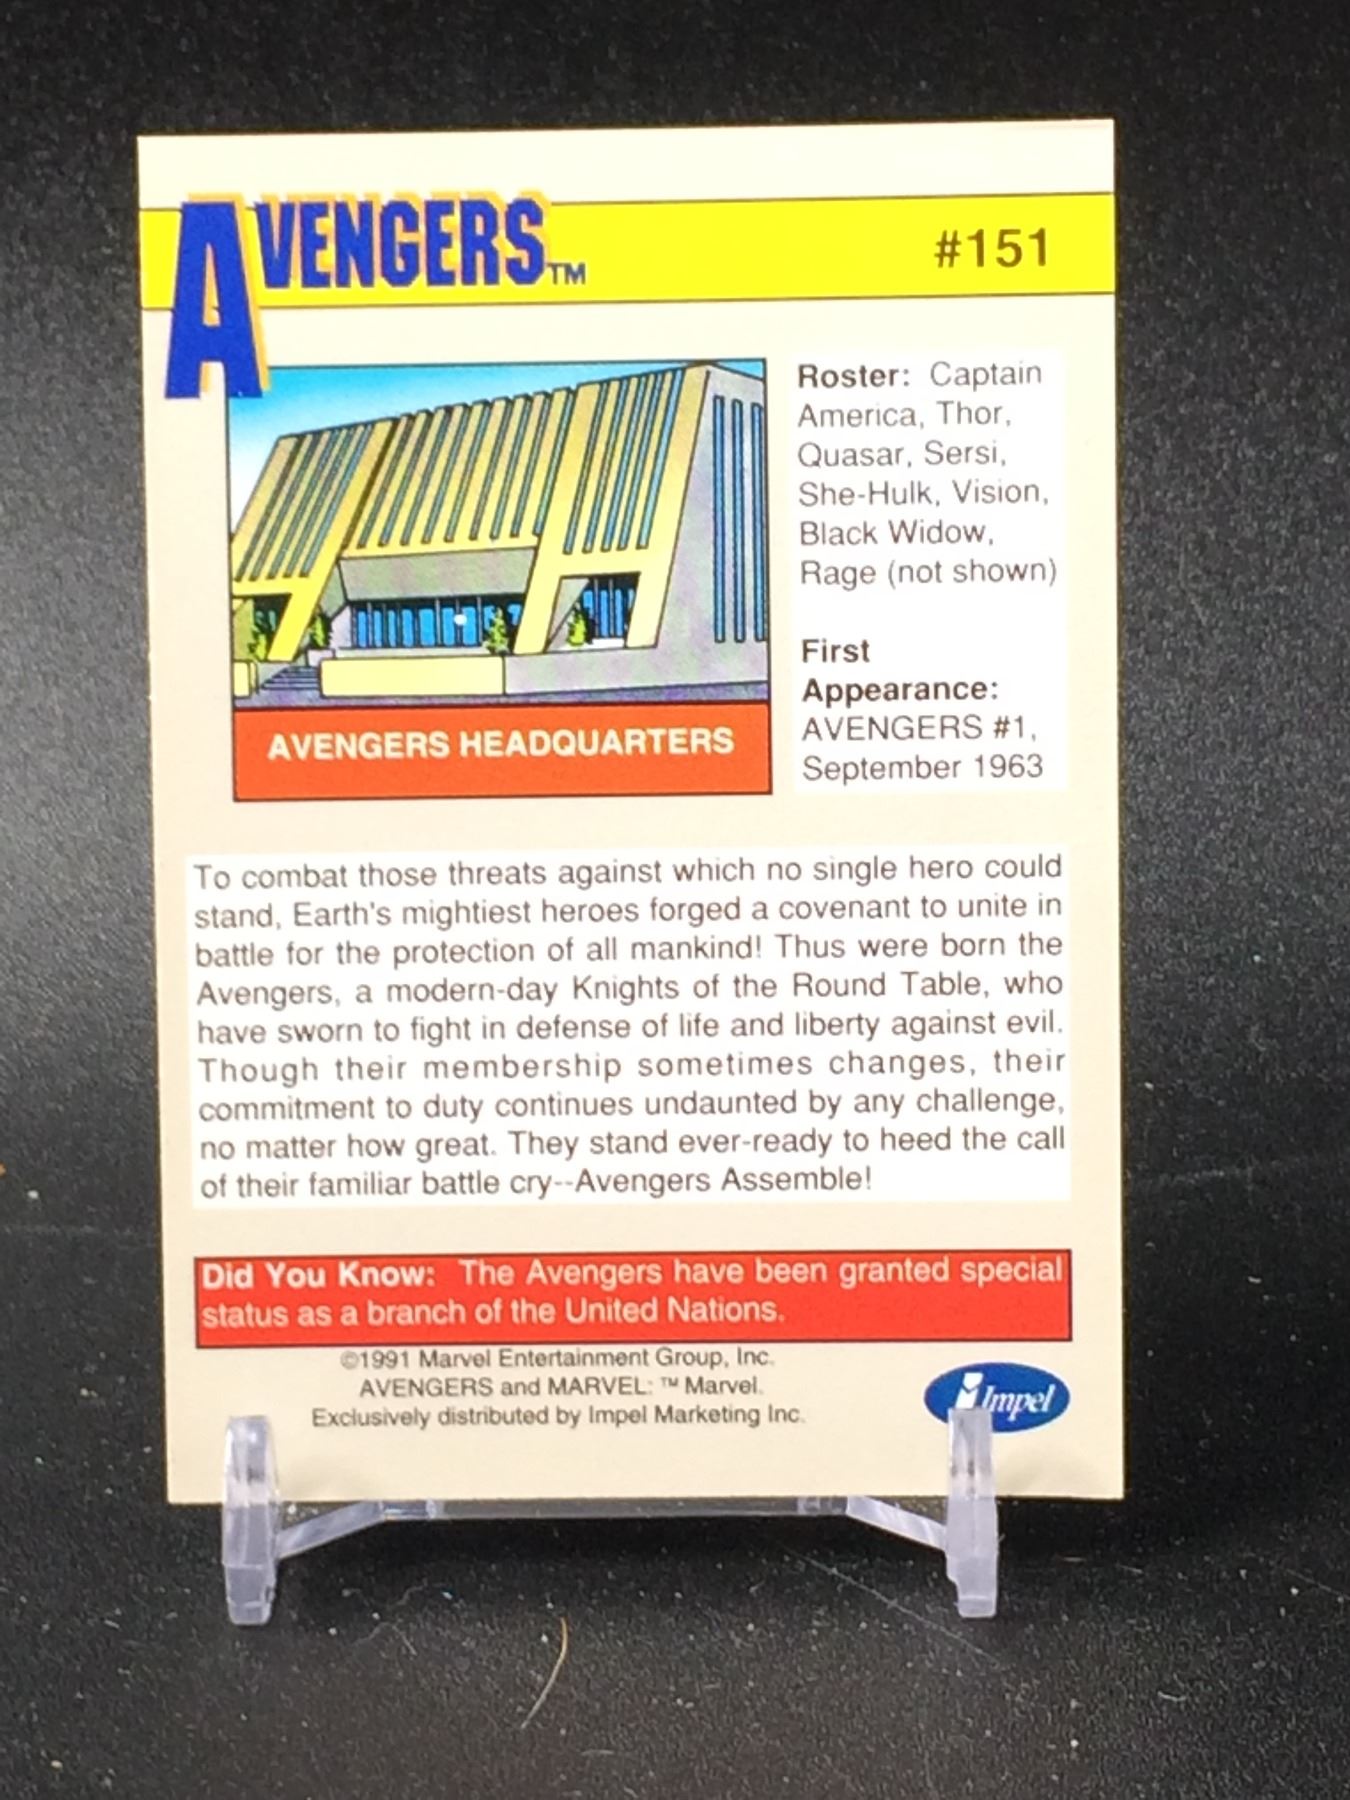 AVENGERS™
#151
Roster: Captain
America, Thor,
Quasar, Sersi,
She-Hulk, Vision,
Black Widow,
Rage (not shown)
First
Appearance:
AVENGERS #1,
September 1963
AVENGERS HEADQUARTERS
To combat those threats against which no single hero could
stand, Earth's mightiest heroes forged a covenant to unite in
battle for the protection of all mankind! Thus were born the
Avengers, a modern-day Knights of the Round Table, who
have sworn to fight in defense of life and liberty against evil.
Though their membership sometimes changes, their
commitment to duty continues undaunted by any challenge,
no matter how great. They stand ever-ready to heed the call
of their familiar battle cry--Avengers Assemble!
Did You Know: The Avengers have been granted special
status as a branch of the United Nations.
©1991 Marvel Entertainment Group, Inc.
AVENGERS and MARVEL: ™ Marvel.
Exclusively distributed by Impel Marketing Inc.
Impel